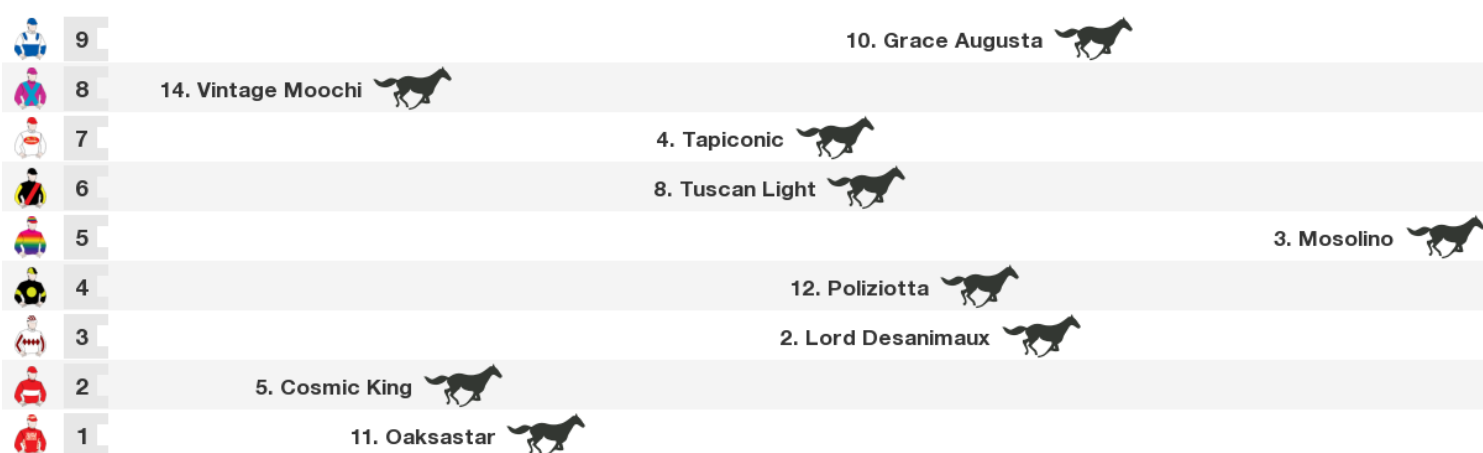 9 10. Grace Augusta
8 14. Vintage Moochi
7 4. Tapiconic
6 8. Tuscan Light
5 3. Mosolino
4 12. Poliziotta
3 2. Lord Desanimaux
2 5. Cosmic King
1 11. Oaksastar